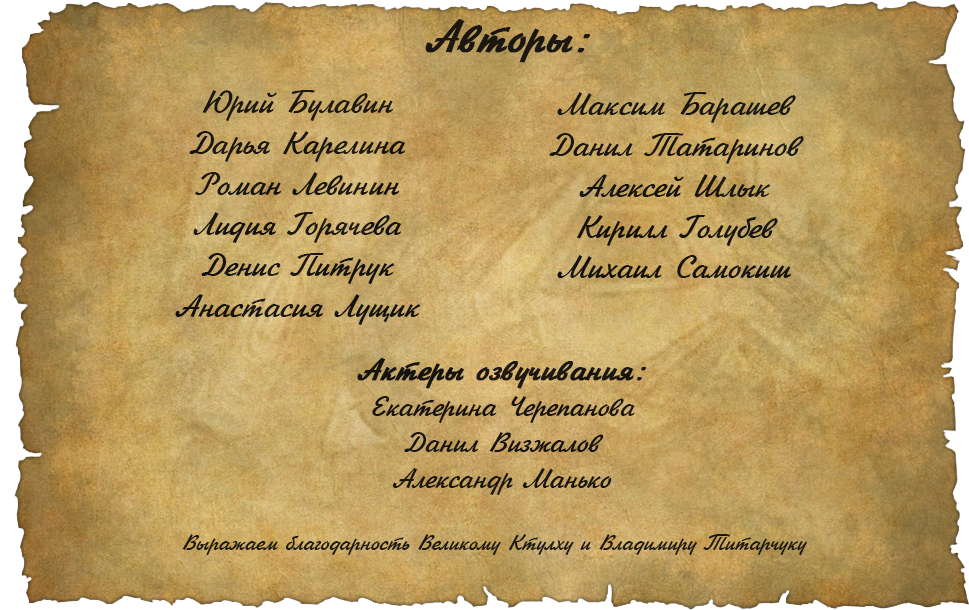 Авторы:
Юрий Булавин
Дарья Карелина
Роман Левинин
Лидия Горячева
Денис Питрук
Анастасия Лущик
Максим Барашев
Данил Татаринов
Алексей Шлык
Кирилл Голубев
Михаил Самокиш
Актеры озвучивания:
Екатерина Черепанова
Данил Визжалов
Александр Манько
Выражаем благодарность Великому Ктулху и Владимиру Титарчуку